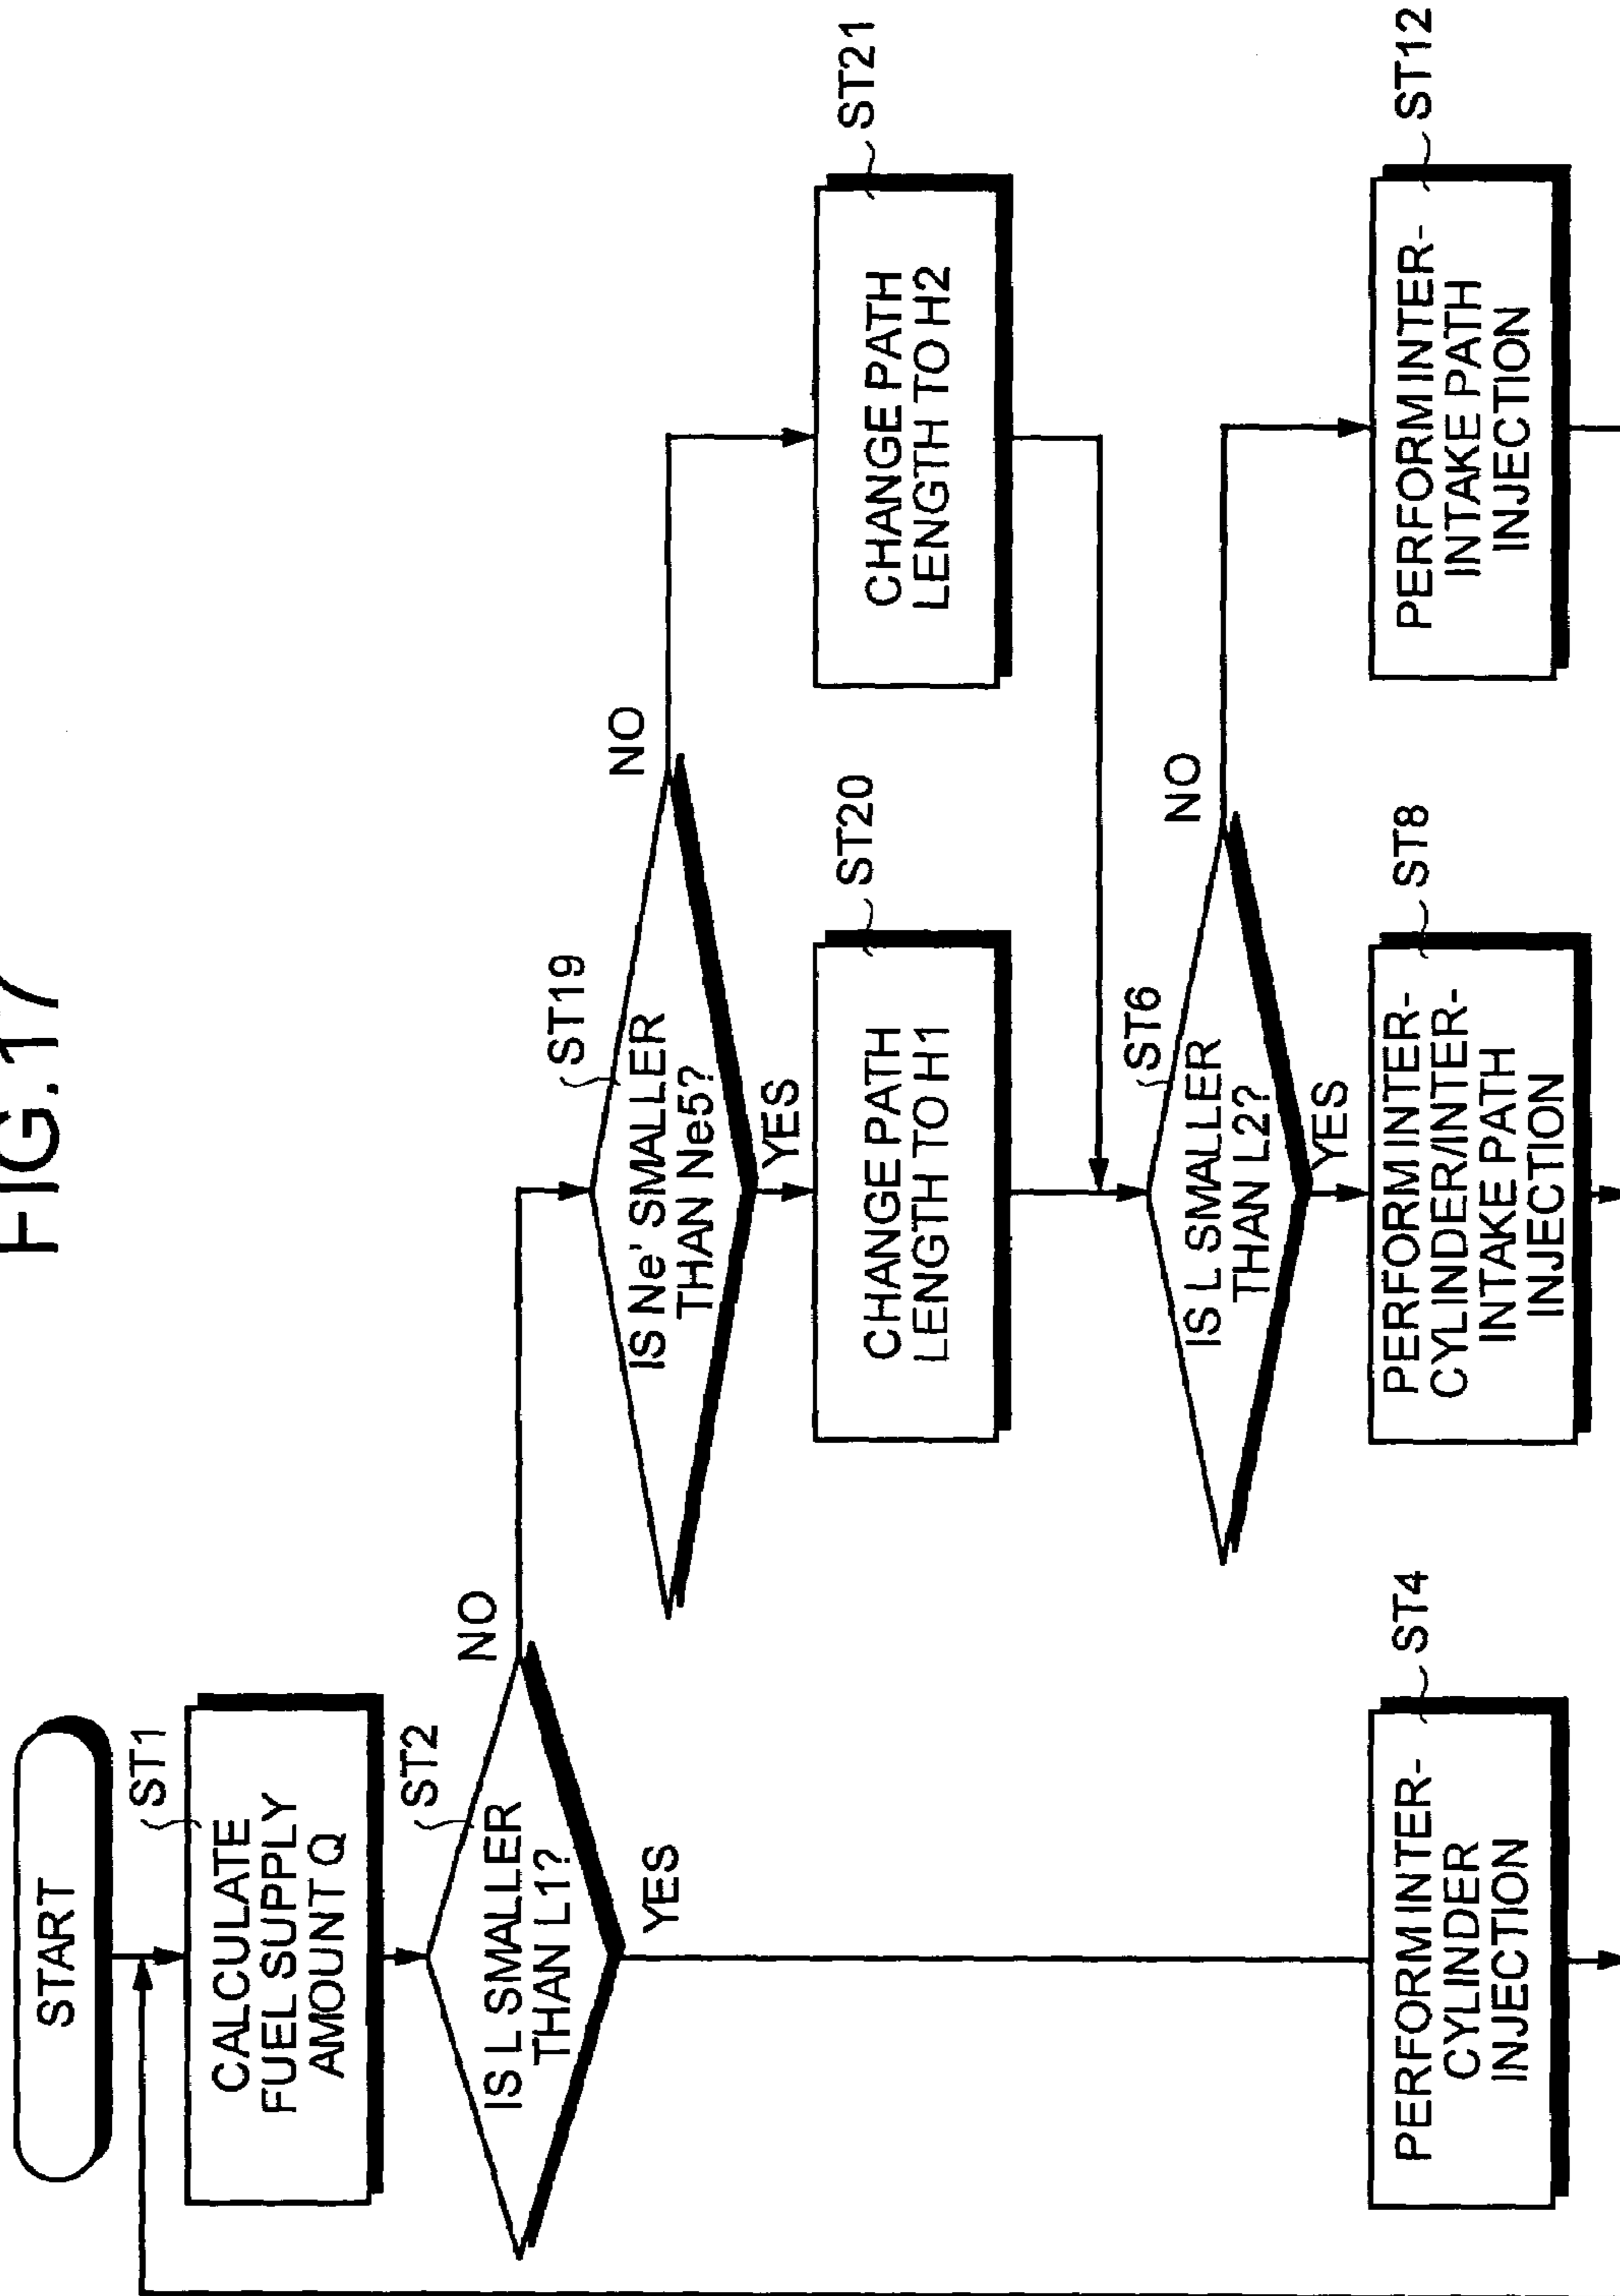 FIG.17
START
ST1
CALCULATE
FUEL SUPPLY
AMOUNT Q
ST2
IS L SMALLER
THAN L1?
NO
YES
ST19
IS Ne' SMALLER
THAN Ne5?
NO
YES
ST20
CHANGE PATH
LENGTH TO H1
ST21
CHANGE PATH
LENGTH TO H2
ST6
IS L SMALLER
THAN L2?
NO
YES
ST4
PERFORM INTER-
CYLINDER
INJECTION
ST8
PERFORM INTER-
CYLINDER/INTER-
INTAKE PATH
INJECTION
ST12
PERFORM INTER-
INTAKE PATH
INJECTION